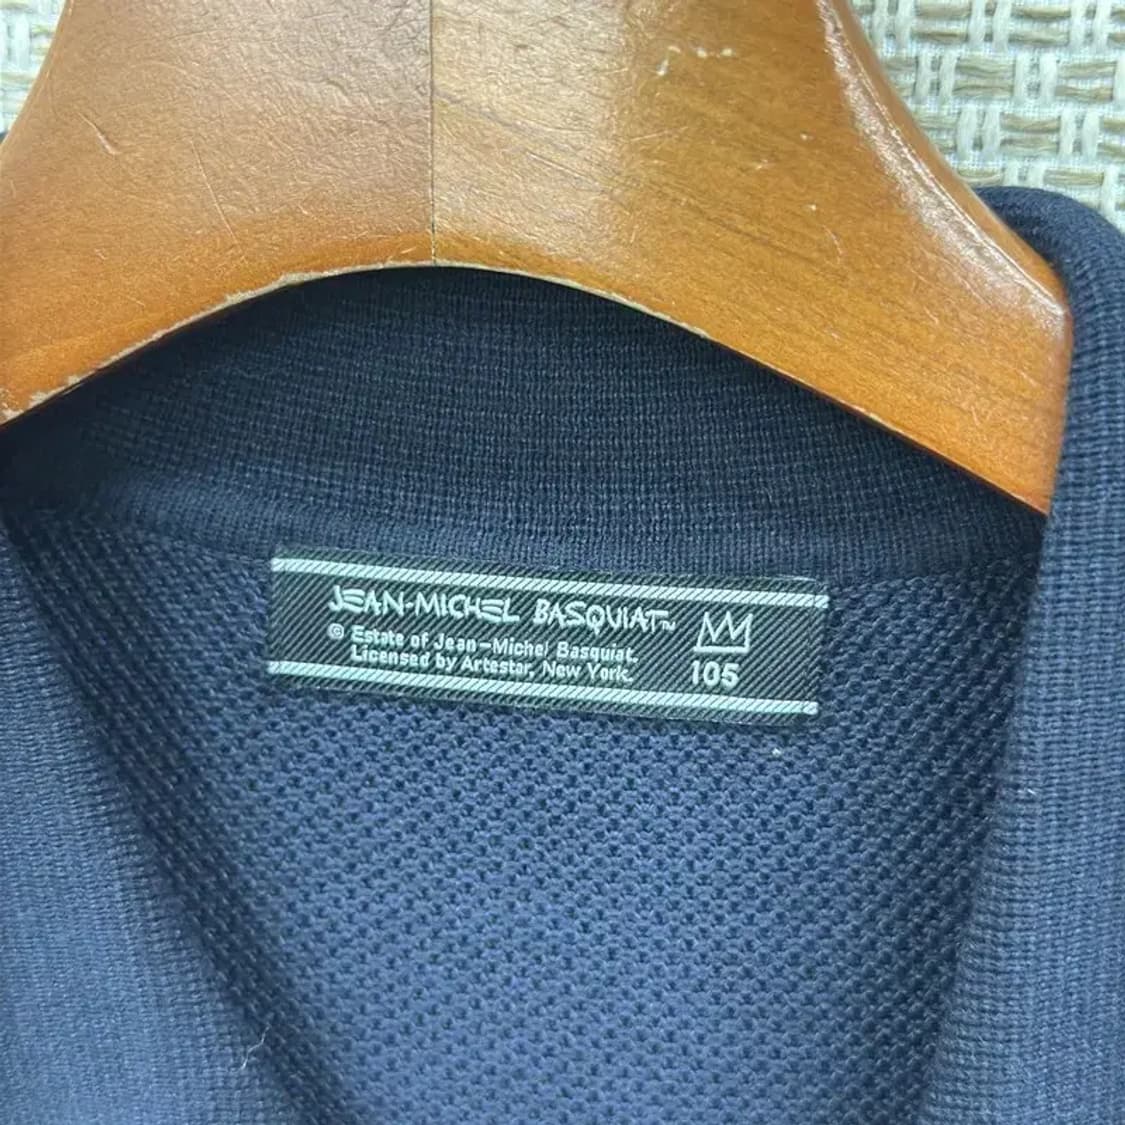 JEAN-MICHEL BASQUIAT™
© Estate of Jean-Michel Basquiat.
Licensed by Artestar, New York.
105